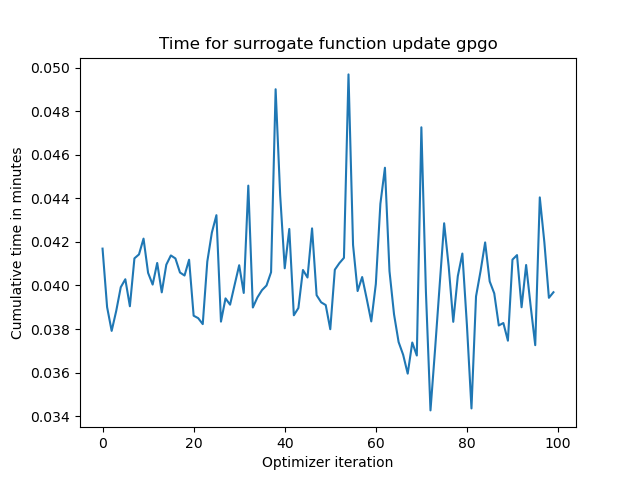 Time for surrogate function update gpgo
Cumulative time in minutes
0.050
0.048
0.046
0.044
0.042
0.040
0.038
0.036
0.034
0 20 40 60 80 100
Optimizer iteration